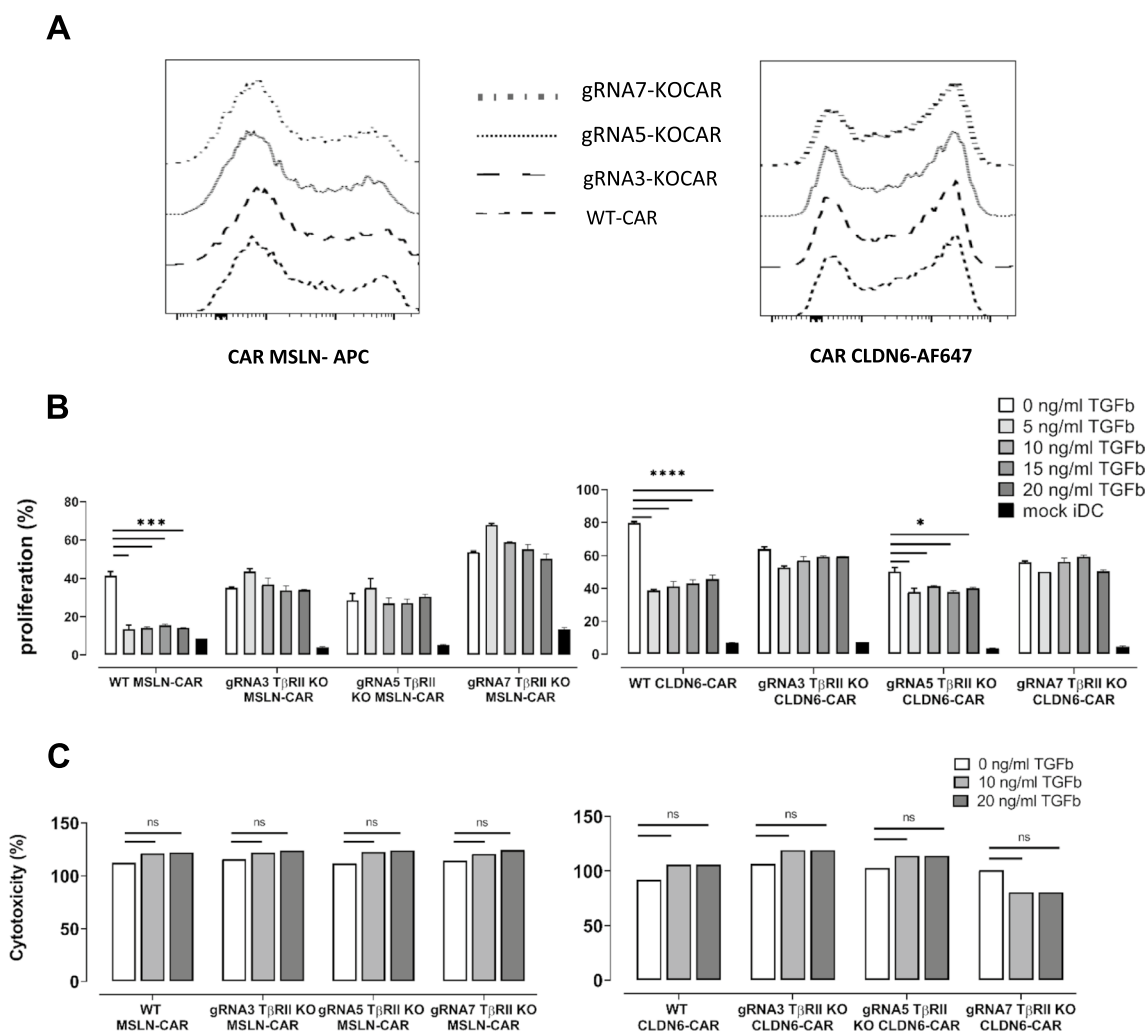 A
gRNA7-KOCAR
gRNA5-KOCAR
gRNA3-KOCAR
WT-CAR
CAR MSLN- APC
CAR CLDN6-AF647
B
0 ng/ml TGFb
5 ng/ml TGFb
10 ng/ml TGFb
15 ng/ml TGFb
20 ng/ml TGFb
mock iDC
proliferation (%)
80
60
40
20
0
***
WT MSLN-CAR
gRNA3 TβRII KO
MSLN-CAR
gRNA5 TβRII
KO MSLN-CAR
gRNA7 TβRII KO
MSLN-CAR
100
80
60
40
20
0
****
*
WT CLDN6-CAR
gRNA3 TβRII KO
CLDN6-CAR
gRNA5 TβRII KO
CLDN6-CAR
gRNA7 TβRII KO
CLDN6-CAR
C
0 ng/ml TGFb
10 ng/ml TGFb
20 ng/ml TGFb
Cytotoxicity (%)
150
100
50
0
ns
ns
ns
ns
WT
MSLN-CAR
gRNA3 TβRII KO
MSLN-CAR
gRNA5 TβRII KO
MSLN-CAR
gRNA7 TβRII KO
MSLN-CAR
150
100
50
0
ns
ns
ns
ns
WT
CLDN6-CAR
gRNA3 TβRII KO
CLDN6-CAR
gRNA5 TβRII
KO CLDN6-CAR
gRNA7 TβRII KO
CLDN6-CAR